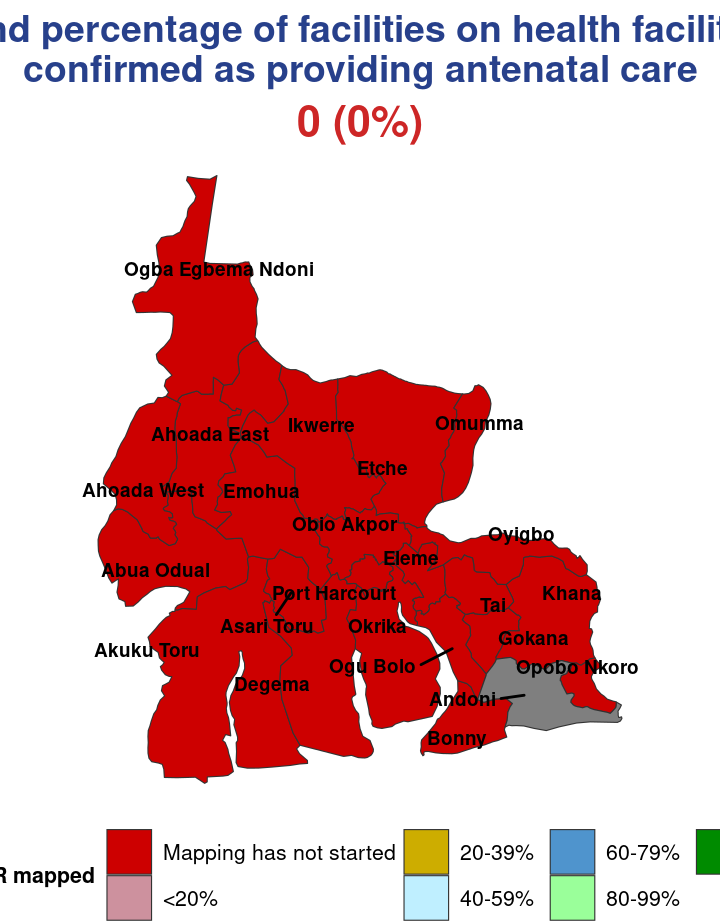 percentage of facilities on health
confirmed as providing antenatal care
0 (0%)
Ogba Egbema Ndoni
Ikwerre
Omumma
Ahoada East
Etche
Ahoada West
Emohua
Obio Akpor
Oyigbo
Eleme
Abua Odual
Port Harcourt
Khana
Tai
Asari Toru
Okrika
Gokana
Akuku Toru
Ogu Bolo
Opobo Nkoro
Degema
Andoni
Bonny
Mapping has not started
20-39%
60-79%
R mapped
<20%
40-59%
80-99%